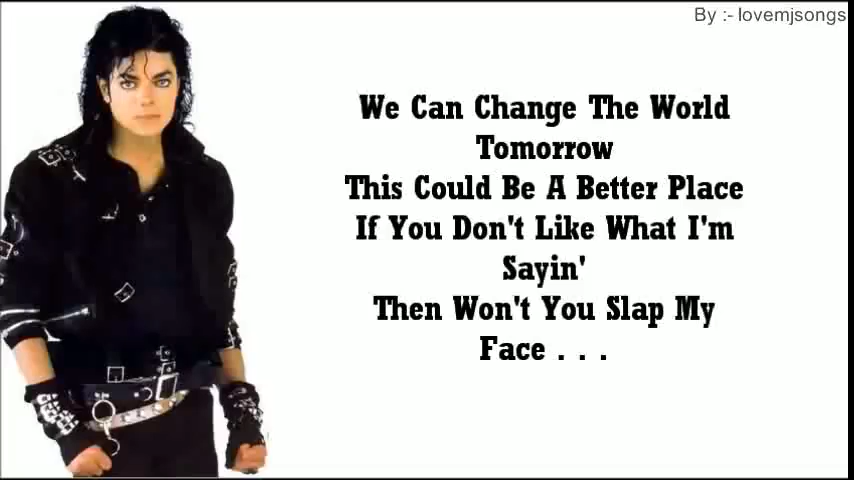 By :- lovemjsongs
We Can Change The World
Tomorrow
This Could Be A Better Place
If You Don't Like What I'm
Sayin'
Then Won't You Slap My
Face . . .